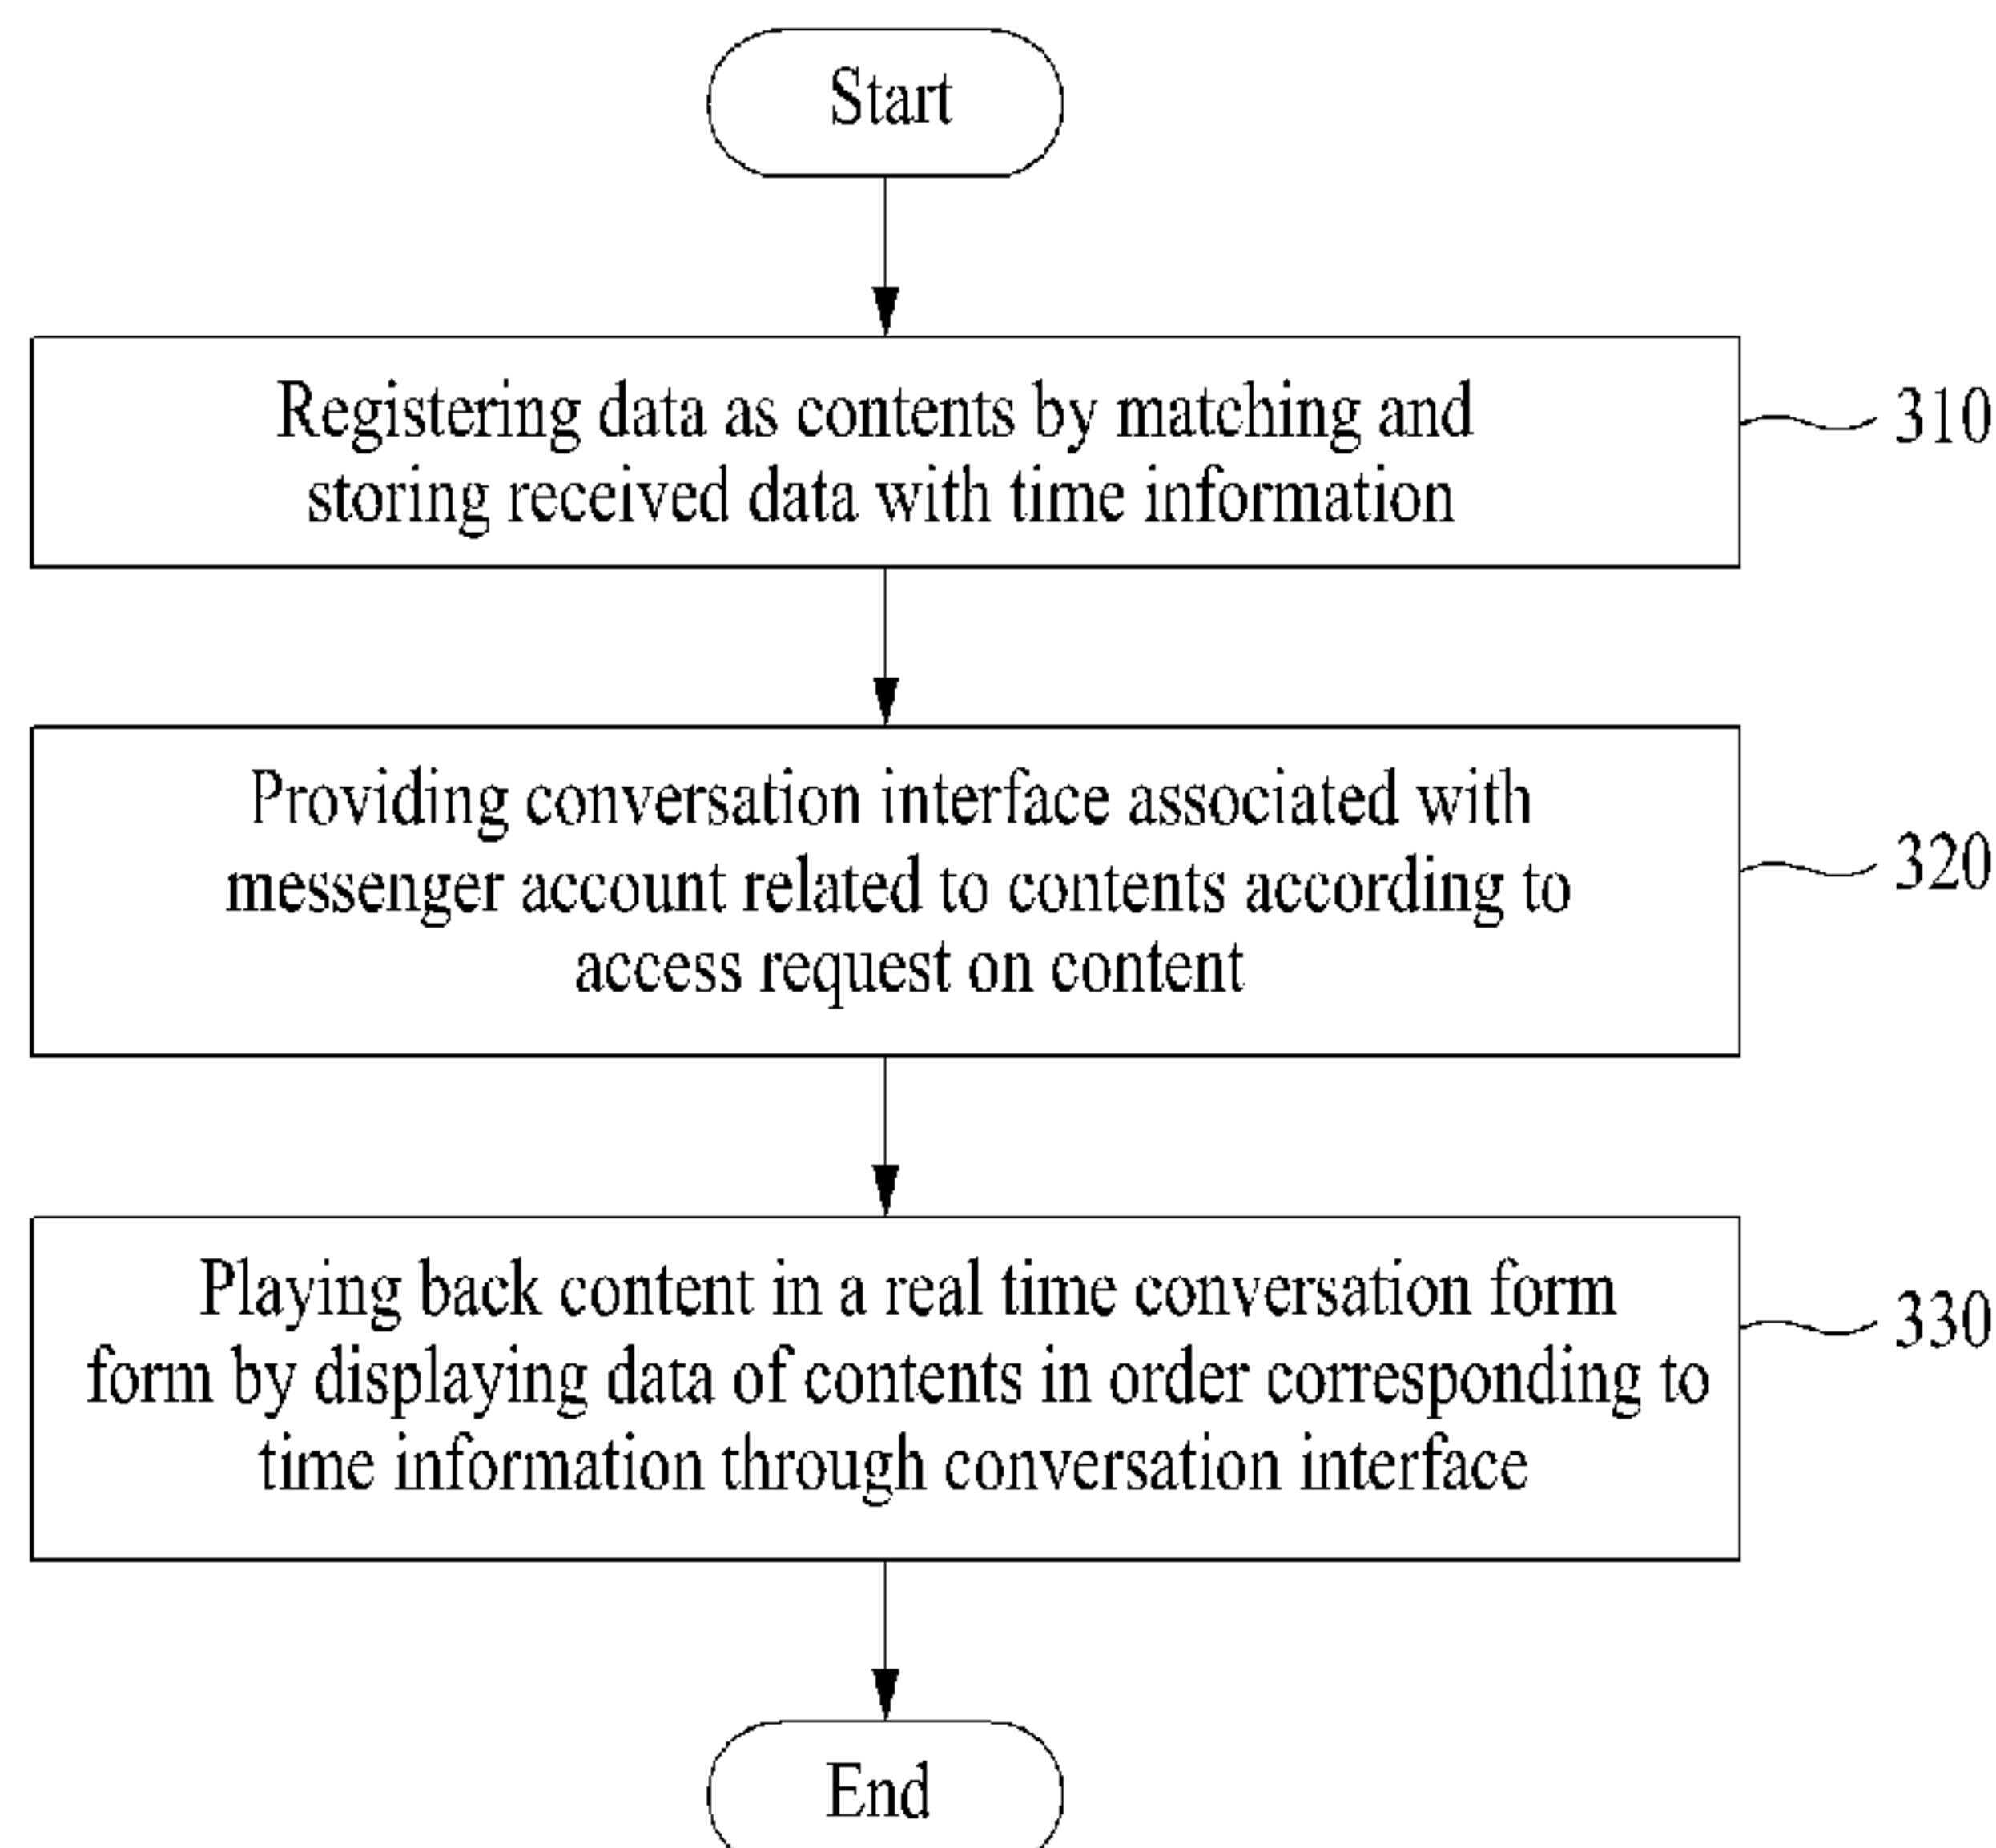 Start
Registering data as contents by matching and
storing received data with time information
310
Providing conversation interface associated with
messenger account related to contents according to
access request on content
320
Playing back content in a real time conversation form
form by displaying data of contents in order corresponding to
time information through conversation interface
330
End